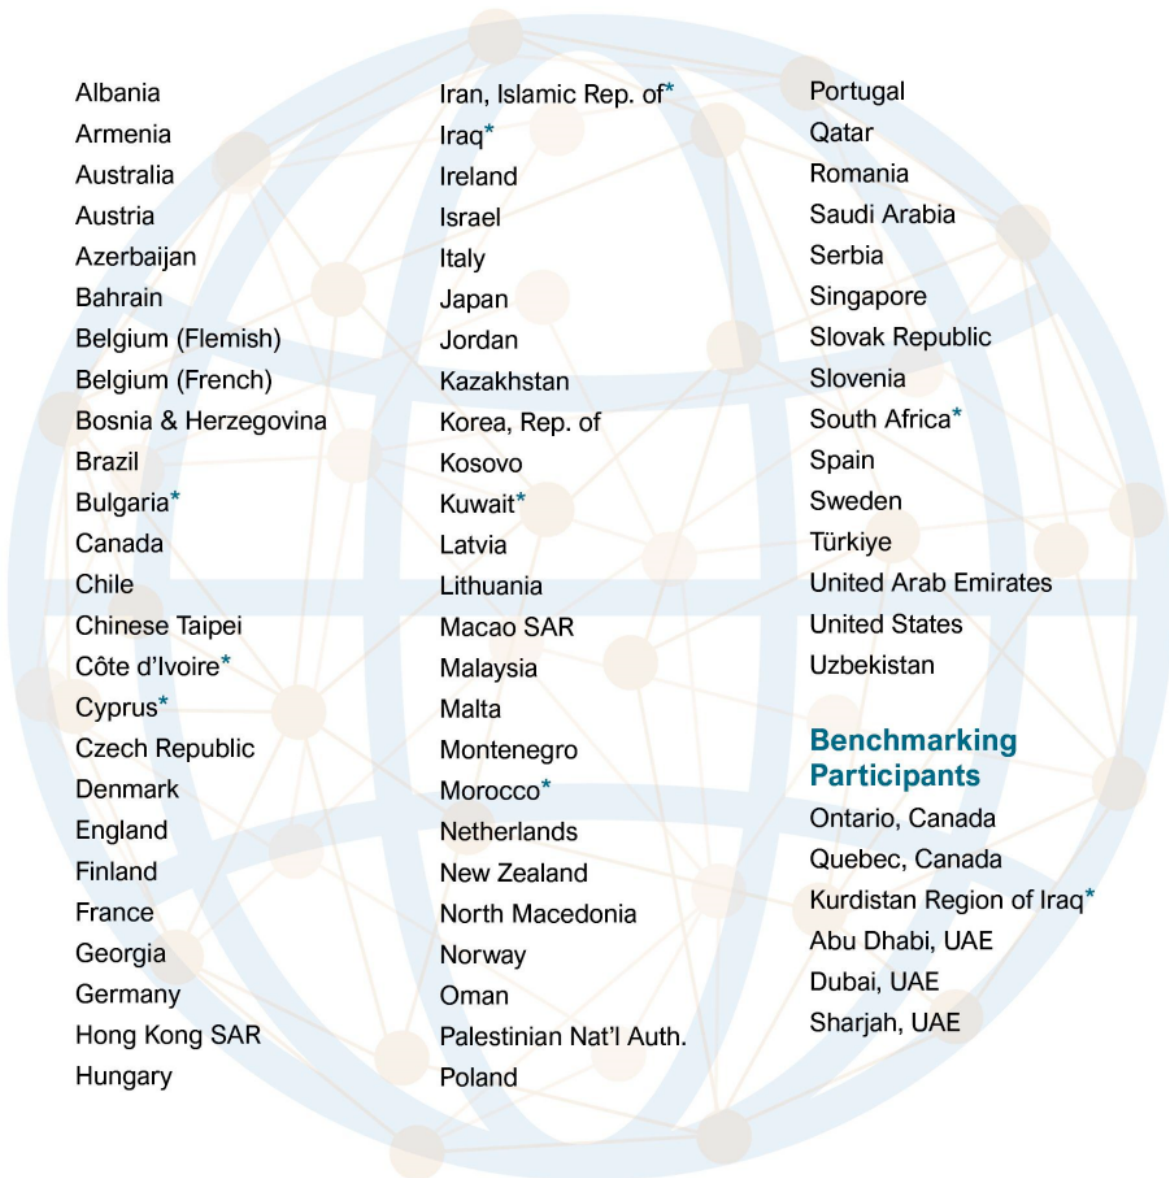 Albania
Armenia
Australia
Austria
Azerbaijan
Bahrain
Belgium (Flemish)
Belgium (French)
Bosnia & Herzegovina
Brazil
Bulgaria*
Canada
Chile
Chinese Taipei
Côte d’Ivoire*
Cyprus*
Czech Republic
Denmark
England
Finland
France
Georgia
Germany
Hong Kong SAR
Hungary
Iran, Islamic Rep. of*
Iraq*
Ireland
Israel
Italy
Japan
Jordan
Kazakhstan
Korea, Rep. of
Kosovo
Kuwait*
Latvia
Lithuania
Macao SAR
Malaysia
Malta
Montenegro
Morocco*
Netherlands
New Zealand
North Macedonia
Norway
Oman
Palestinian Nat’l Auth.
Poland
Portugal
Qatar
Romania
Saudi Arabia
Serbia
Singapore
Slovak Republic
Slovenia
South Africa*
Spain
Sweden
Türkiye
United Arab Emirates
United States
Uzbekistan
Benchmarking
Participants
Ontario, Canada
Quebec, Canada
Kurdistan Region of Iraq*
Abu Dhabi, UAE
Dubai, UAE
Sharjah, UAE